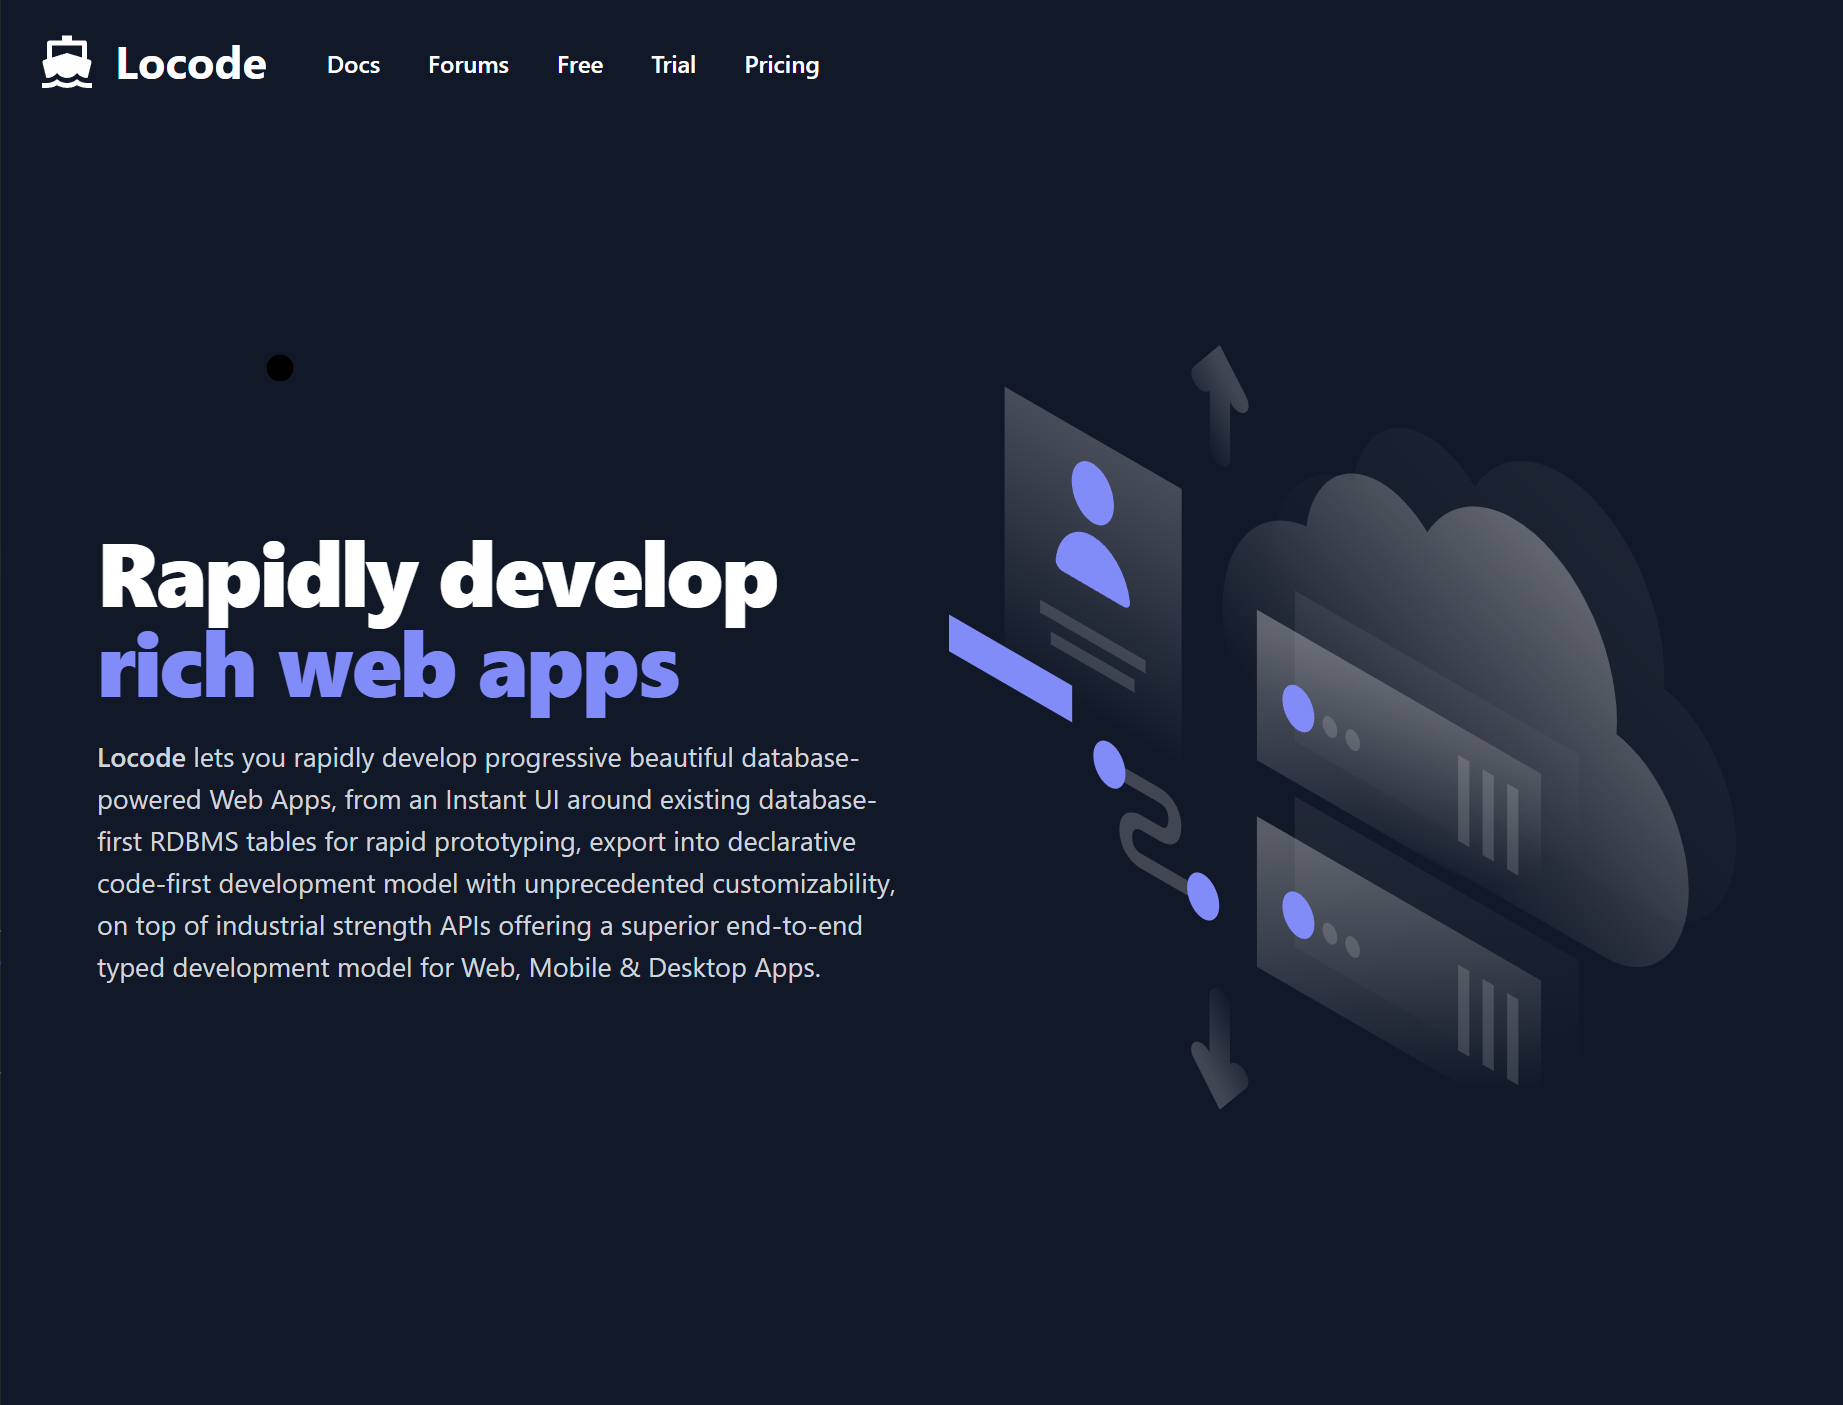 Locode
Docs
Forums
Free
Trial
Pricing
Rapidly develop
rich web apps
Locode lets you rapidly develop progressive beautiful database-
powered Web Apps, from an Instant UI around existing database-
first RDBMS tables for rapid prototyping, export into declarative
code-first development model with unprecedented customizability,
on top of industrial strength APIs offering a superior end-to-end
typed development model for Web, Mobile & Desktop Apps.